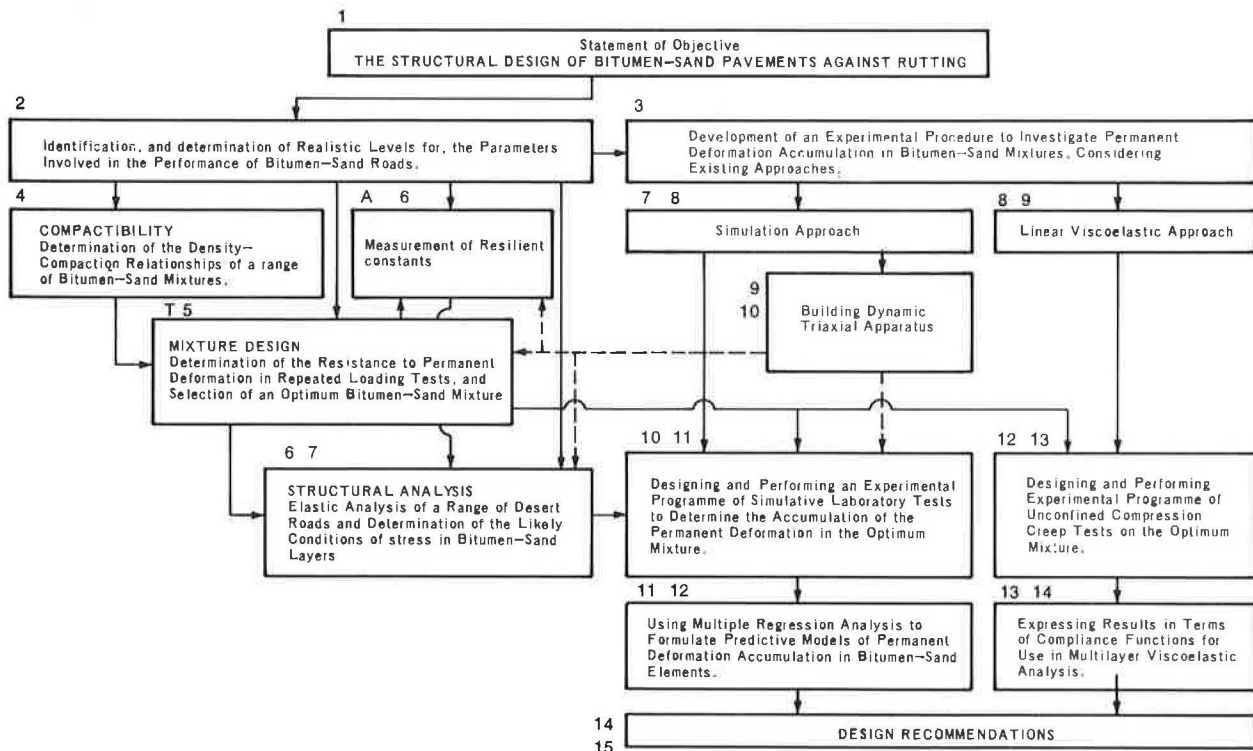 1
Statement of Objective
THE STRUCTURAL DESIGN OF BITUMEN–SAND PAVEMENTS AGAINST RUTTING
2
Identification, and determination of Realistic Levels for, the Parameters
Involved in the Performance of Bitumen–Sand Roads.
3
Development of an Experimental Procedure to Investigate Permanent
Deformation Accumulation in Bitumen–Sand Mixtures, Considering
Existing Approaches.
4
COMPACTIBILITY
Determination of the Density–
Compaction Relationships of a range
of Bitumen–Sand Mixtures.
A 6
Measurement of Resilient
constants
7 8
Simulation Approach
8 9
Linear Viscoelastic Approach
9
10
Building Dynamic
Triaxial Apparatus
T 5
MIXTURE DESIGN
Determination of the Resistance to Permanent
Deformation in Repeated Loading Tests, and
Selection of an Optimum Bitumen–Sand Mixture
6 7
STRUCTURAL ANALYSIS
Elastic Analysis of a Range of Desert
Roads and Determination of the Likely
Conditions of stress in Bitumen–Sand
Layers
10 11
Designing and Performing an Experimental
Programme of Simulative Laboratory Tests
to Determine the Accumulation of the
Permanent Deformation in the Optimum
Mixture.
12 13
Designing and Performing
Experimental Programme of
Unconfined Compression
Creep Tests on the Optimum
Mixture.
11 12
Using Multiple Regression Analysis to
Formulate Predictive Models of Permanent
Deformation Accumulation in Bitumen–Sand
Elements.
13 14
Expressing Results in Terms
of Compliance Functions for
Use in Multilayer Viscoelastic
Analysis.
14
15
DESIGN RECOMMENDATIONS